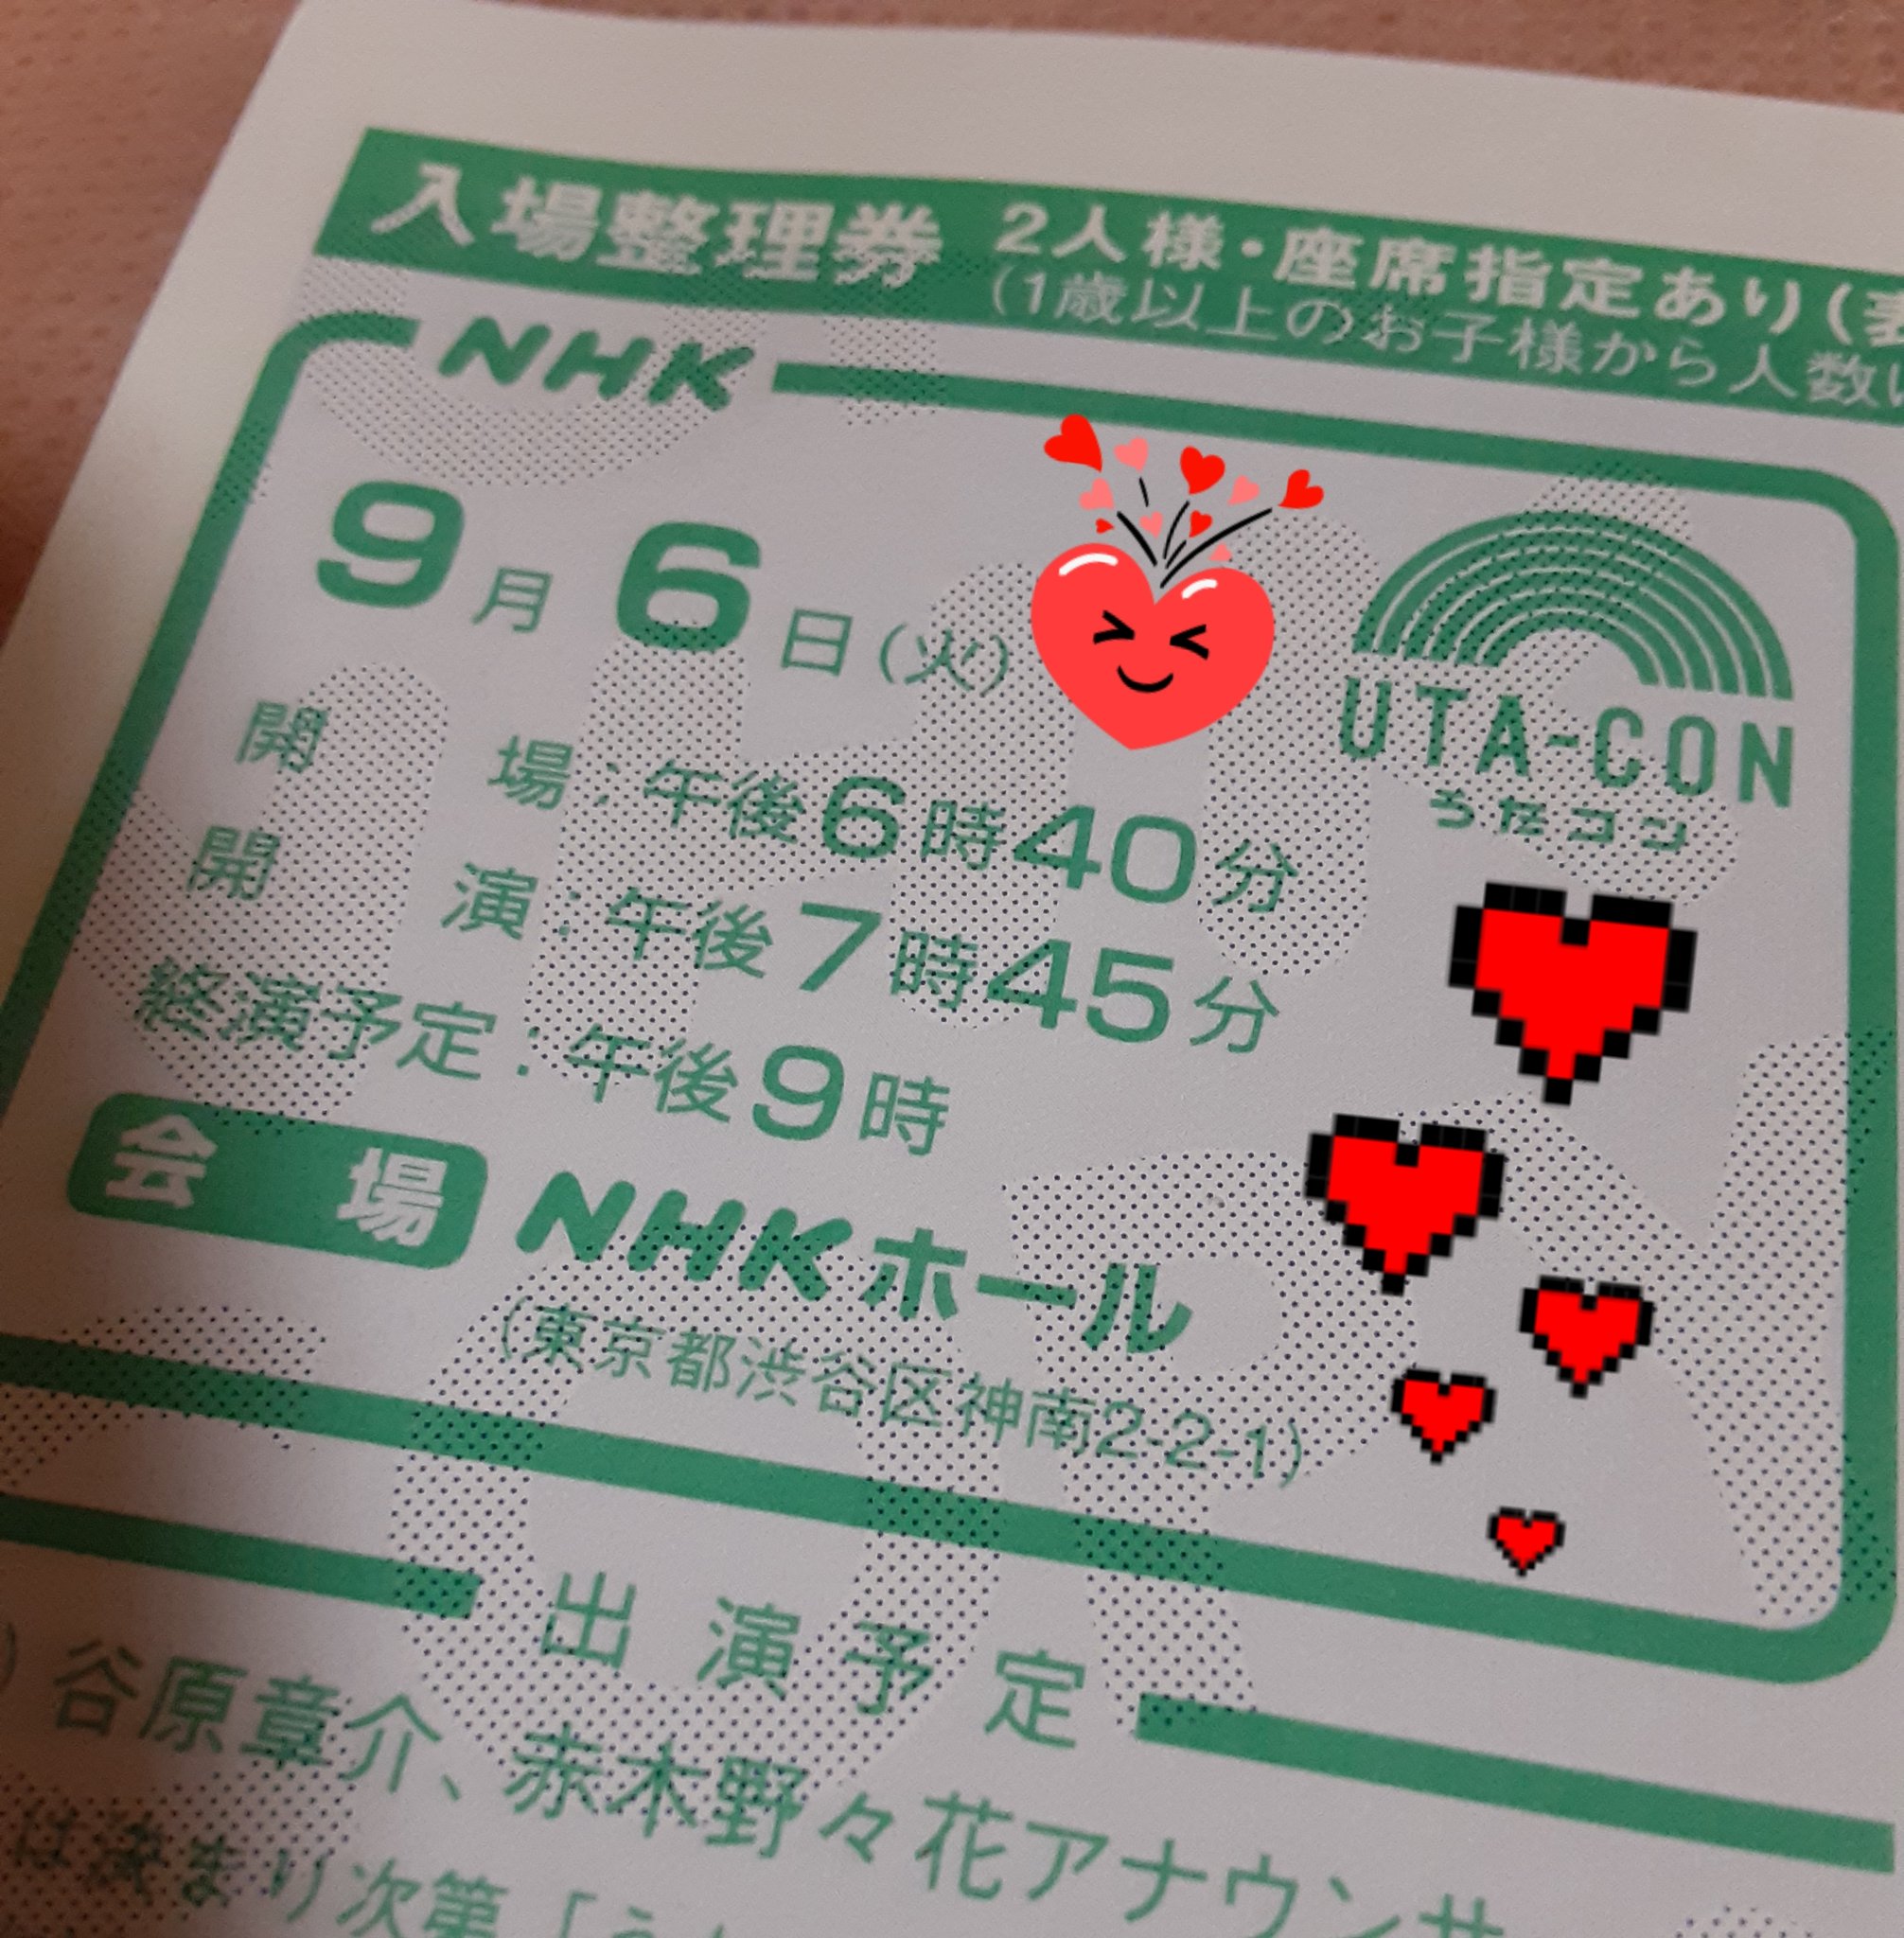 入場整理券 2人様・座席指定あり(裏
(1歳以上のお子様から人数に
NHK
9月6日(火)
UTA-CON
うたコン
開場:午後6時40分
開演:午後7時45分
終演予定:午後9時
会場 NHKホール
(東京都渋谷区神南2-2-1)
出演予定
)谷原章介、赤木野々花アナウンサ
は決まり次第「うた